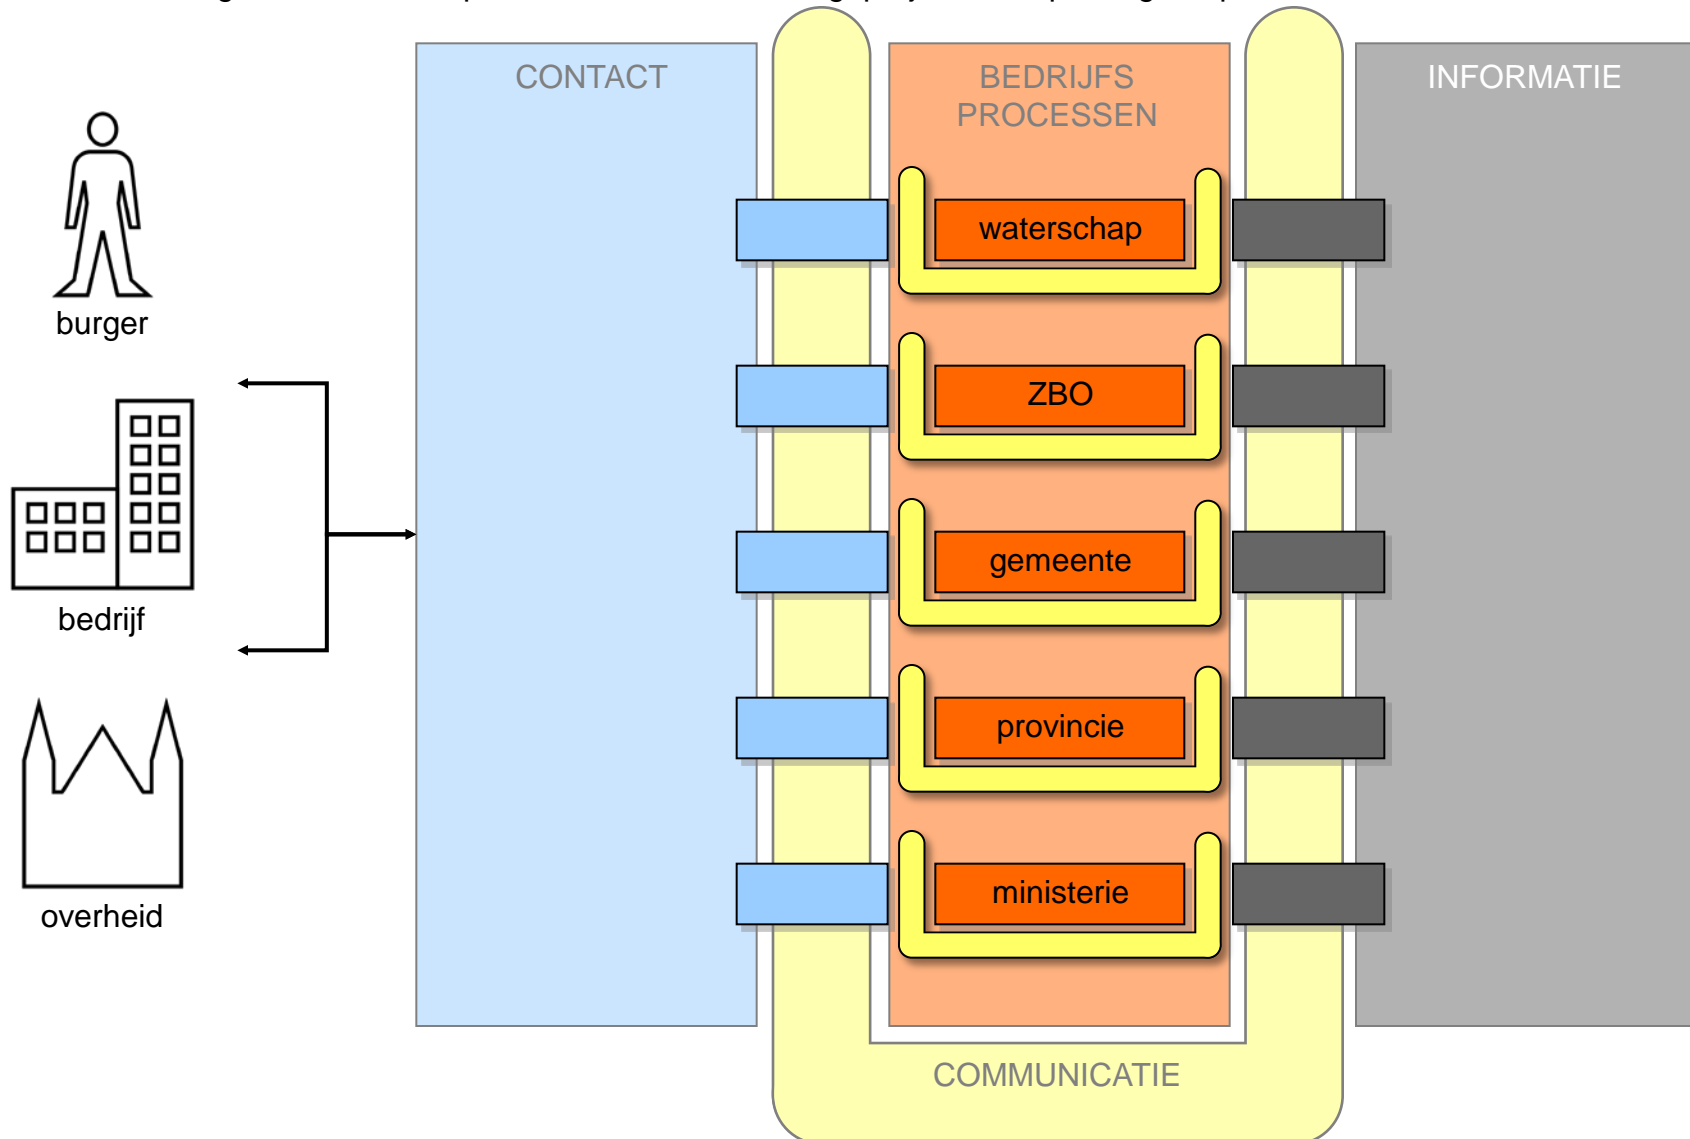 CONTACT
BEDRIJFS
PROCESSEN
INFORMATIE
waterschap
burger
ZBO
gemeente
bedrijf
provincie
ministerie
overheid
COMMUNICATIE